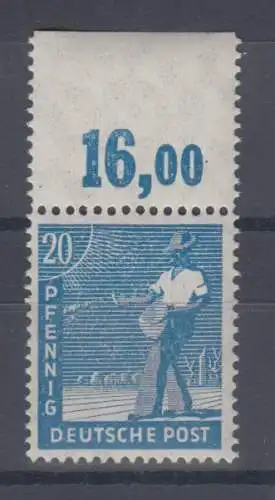 16,00
20
PFENNIG
DEUTSCHE POST